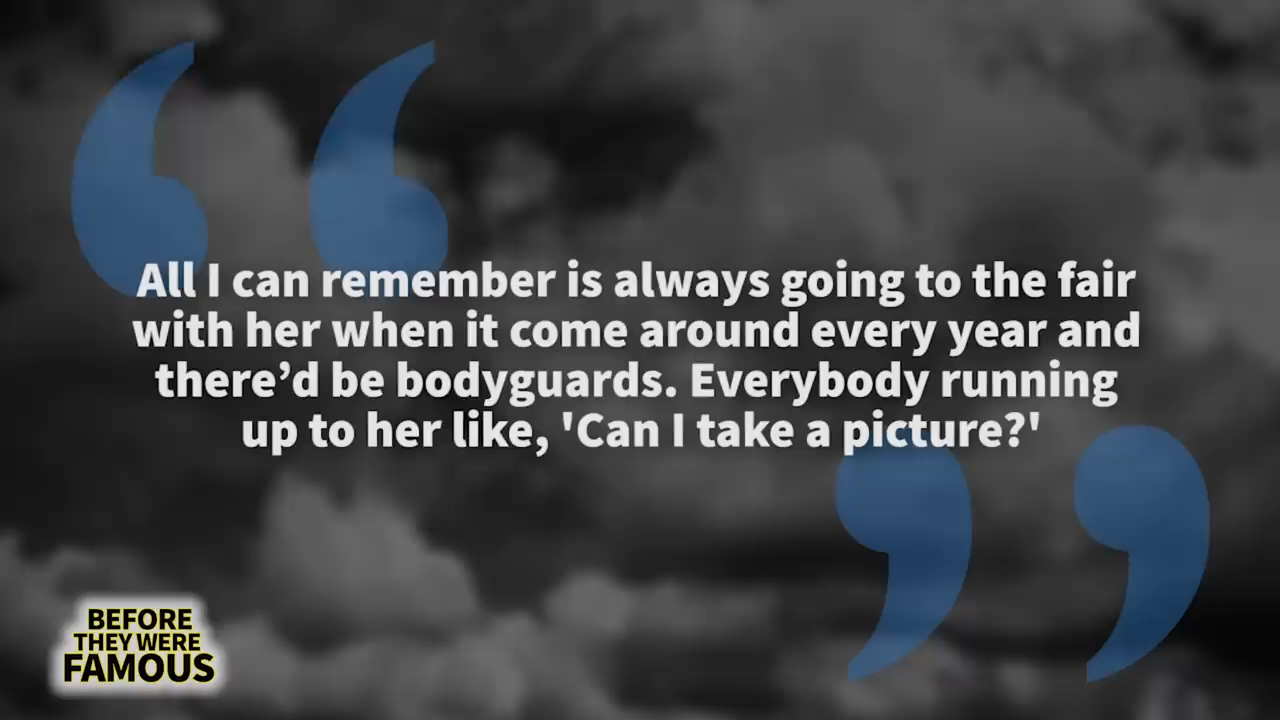 All I can remember is always going to the fair
with her when it come around every year and
there’d be bodyguards. Everybody running
up to her like, 'Can I take a picture?'
BEFORE
THEY WERE
FAMOUS